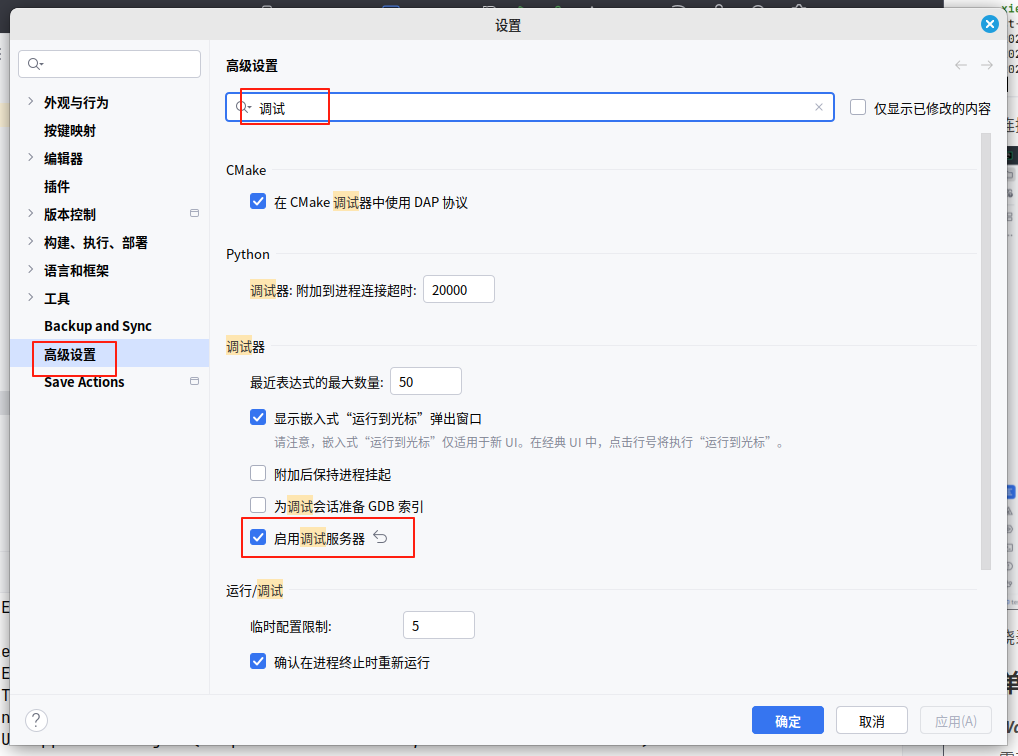 设置
外观与行为
按键映射
编辑器
插件
版本控制
构建、执行、部署
语言和框架
工具
Backup and Sync
高级设置
Save Actions
高级设置
调试
仅显示已修改的内容
CMake
在 CMake 调试器中使用 DAP 协议
Python
调试器: 附加到进程连接超时: 20000
调试器
最近表达式的最大数量: 50
显示嵌入式“运行到光标”弹出窗口
请注意，嵌入式“运行到光标”仅适用于新 UI。在经典 UI 中，点击行号将执行“运行到光标”。
附加后保持进程挂起
为调试会话准备 GDB 索引
启用调试服务器
运行/调试
临时配置限制: 5
确认在进程终止时重新运行
?
确定
取消
应用(A)